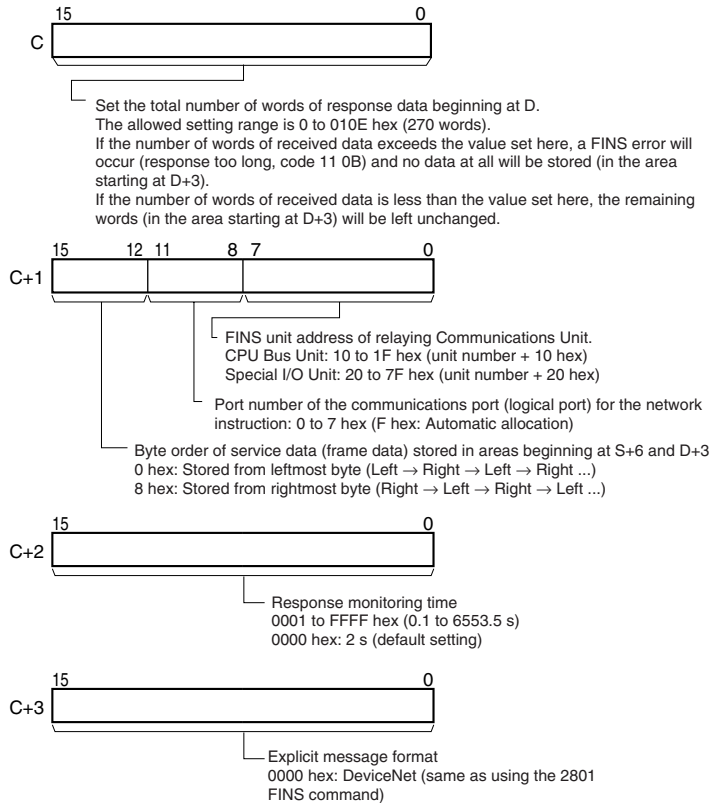 15 0
C
Set the total number of words of response data beginning at D.
The allowed setting range is 0 to 010E hex (270 words).
If the number of words of received data exceeds the value set here, a FINS error will
occur (response too long, code 11 0B) and no data at all will be stored (in the area
starting at D+3).
If the number of words of received data is less than the value set here, the remaining
words (in the area starting at D+3) will be left unchanged.
15 12 11 8 7 0
C+1
FINS unit address of relaying Communications Unit.
CPU Bus Unit: 10 to 1F hex (unit number + 10 hex)
Special I/O Unit: 20 to 7F hex (unit number + 20 hex)
Port number of the communications port (logical port) for the network
instruction: 0 to 7 hex (F hex: Automatic allocation)
Byte order of service data (frame data) stored in areas beginning at S+6 and D+3
0 hex: Stored from leftmost byte (Left → Right → Left → Right ...)
8 hex: Stored from rightmost byte (Right → Left → Right → Left ...)
15 0
C+2
Response monitoring time
0001 to FFFF hex (0.1 to 6553.5 s)
0000 hex: 2 s (default setting)
15 0
C+3
Explicit message format
0000 hex: DeviceNet (same as using the 2801
FINS command)